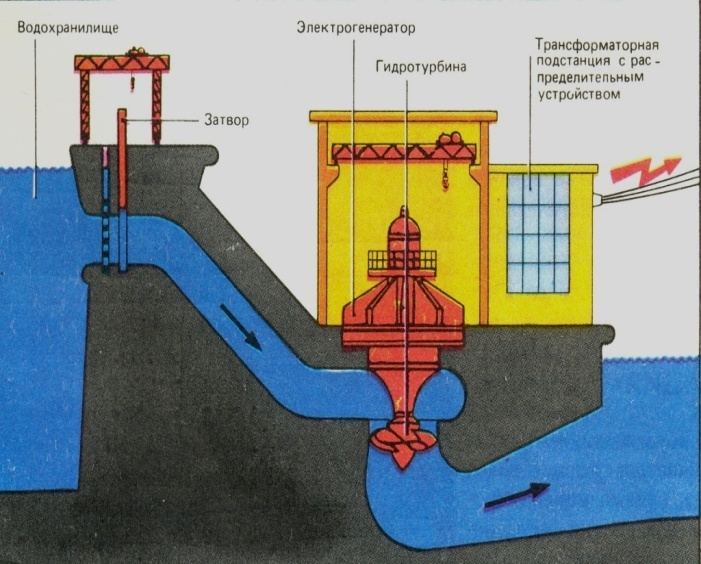 Водохранилище
Электрогенератор
Гидротурбина
Трансформаторная
подстанция с рас-
пределительным
устройством
Затвор